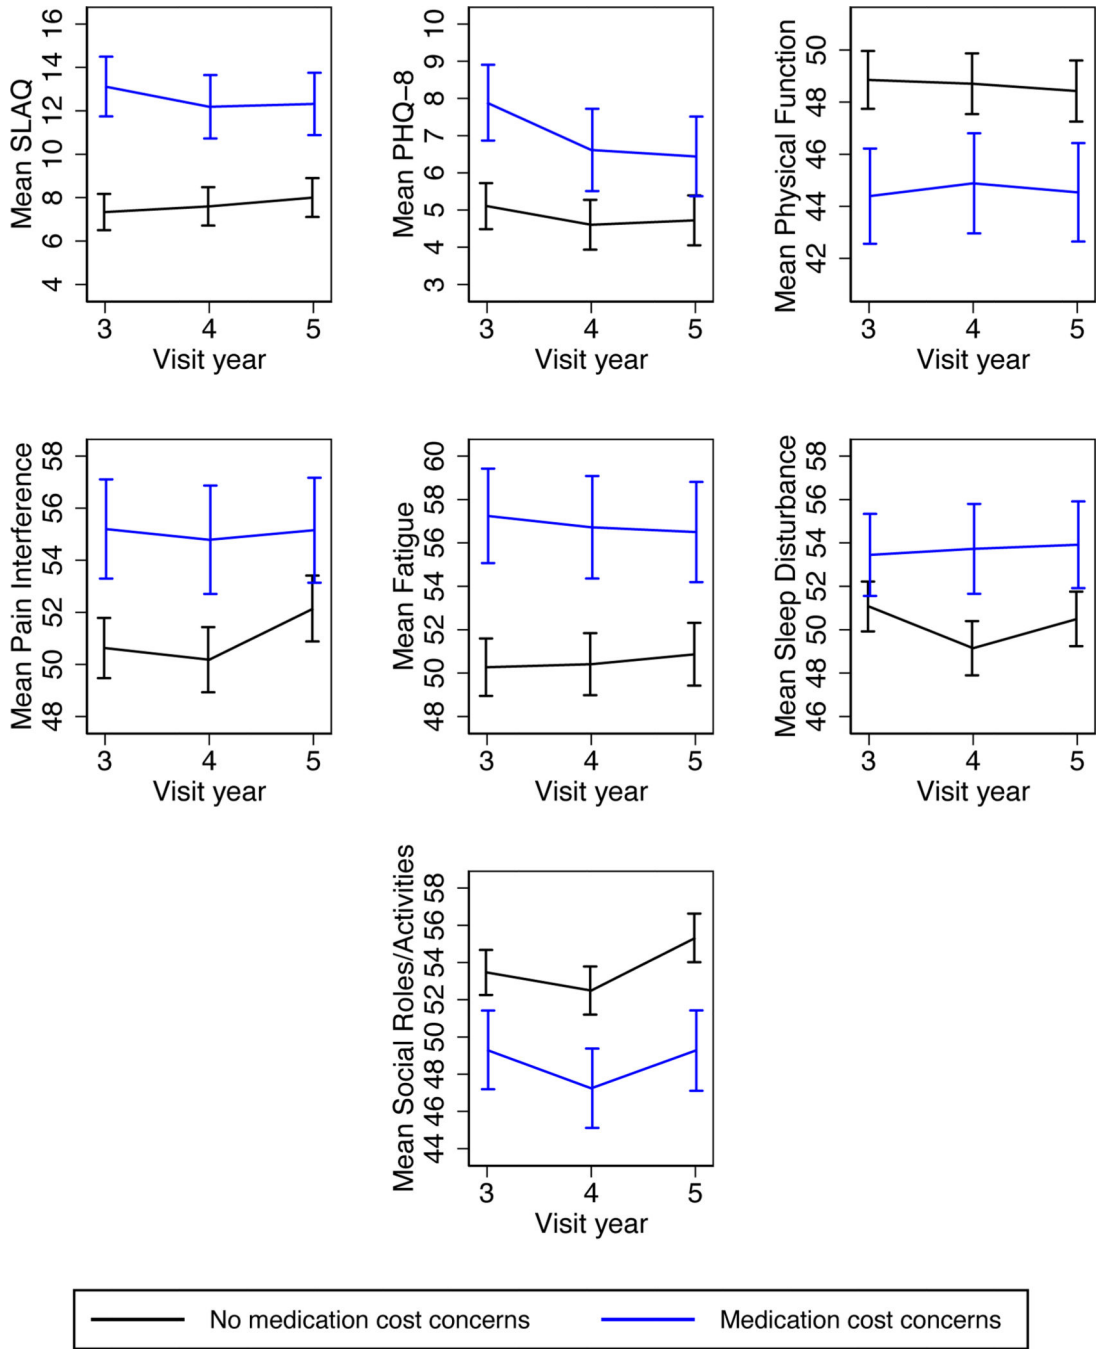 Mean SLAQ
16
14
12
10
8
6
4
3 4 5
Visit year
Mean PHQ−8
10
9
8
7
6
5
4
3
3 4 5
Visit year
Mean Physical Function
50
48
46
44
42
3 4 5
Visit year
Mean Pain Interference
58
56
54
52
50
48
3 4 5
Visit year
Mean Fatigue
60
58
56
54
52
50
48
3 4 5
Visit year
Mean Sleep Disturbance
58
56
54
52
50
48
46
3 4 5
Visit year
Mean Social Roles/Activities
58
56
54
52
50
48
46
44
3 4 5
Visit year
No medication cost concerns
Medication cost concerns